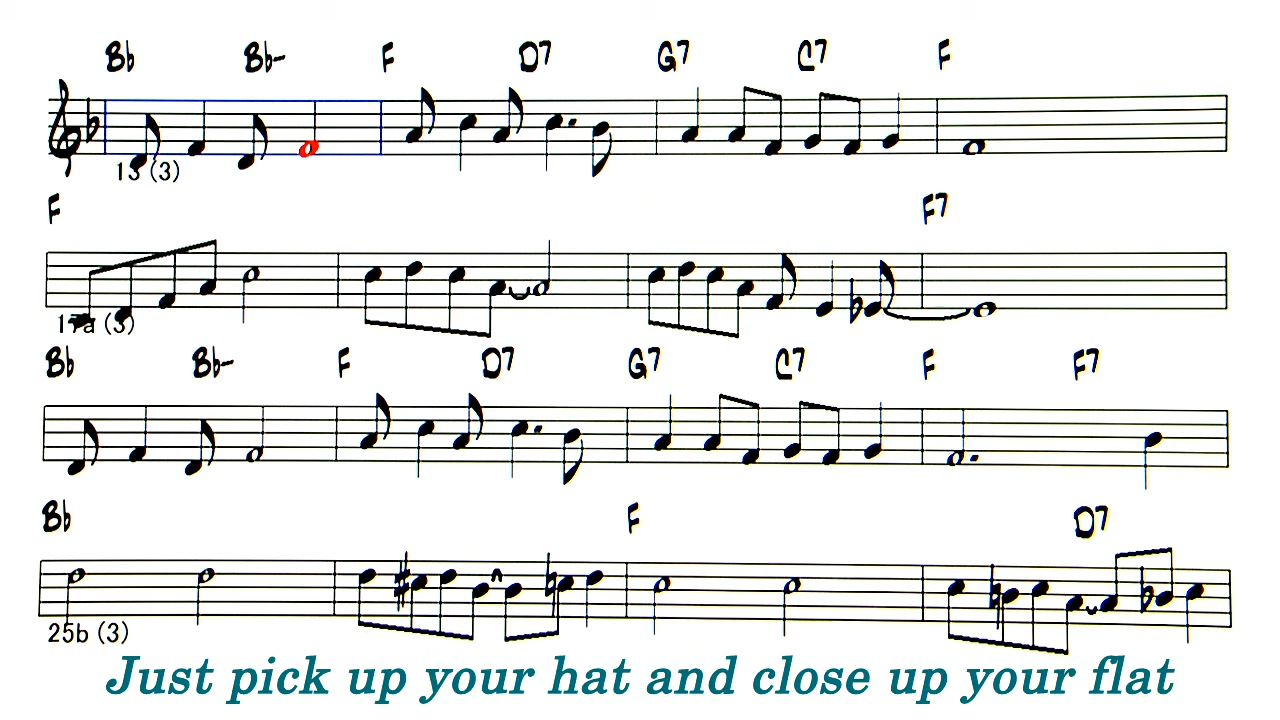 Bb Bb- F D7 G7 C7 F
13 (3)
F F7
17a (3)
Bb Bb- F D7 G7 C7 F F7
Bb F D7
25b (3)
Just pick up your hat and close up your flat